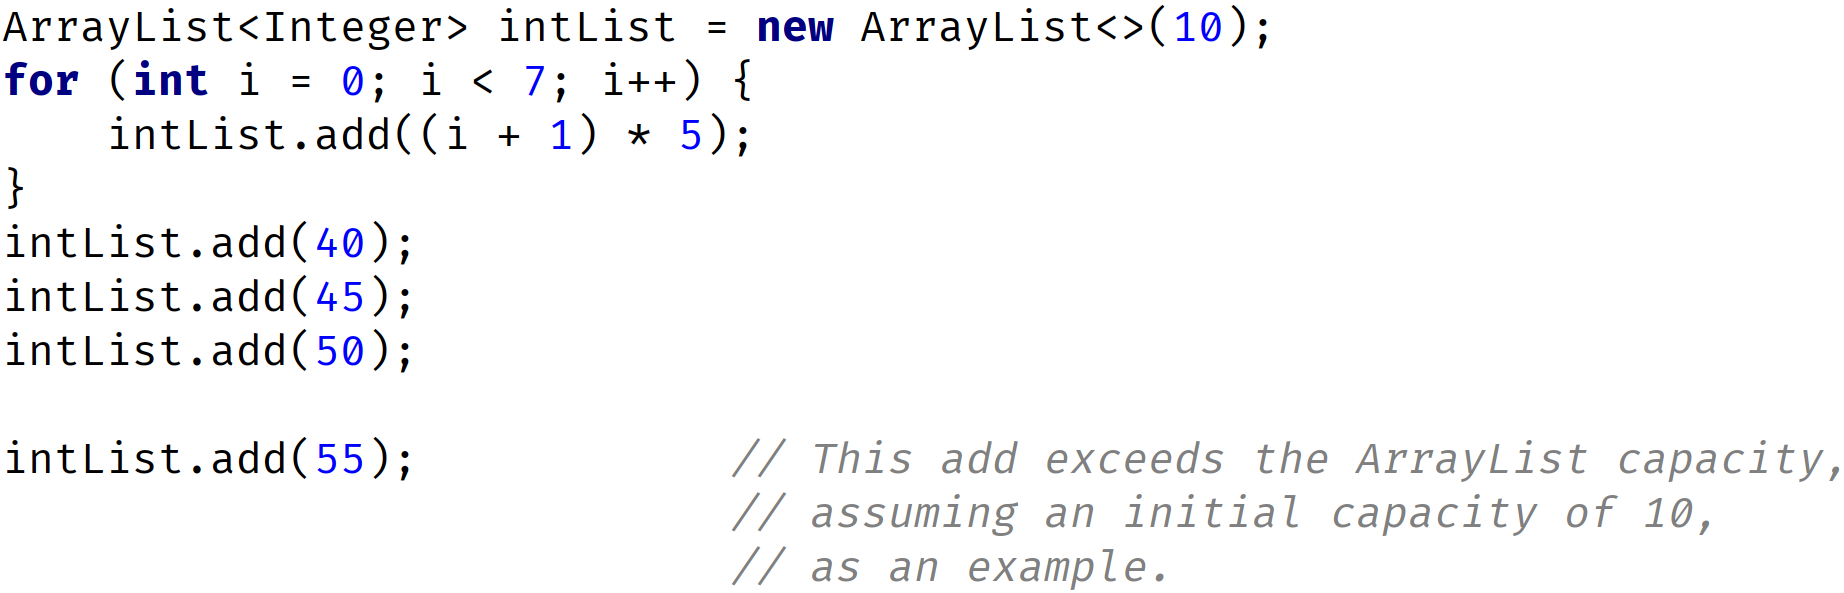 ArrayList<Integer> intList = new ArrayList<>(10);
for (int i = 0; i < 7; i++) {
    intList.add((i + 1) * 5);
}
intList.add(40);
intList.add(45);
intList.add(50);

intList.add(55);            // This add exceeds the ArrayList capacity,
                            // assuming an initial capacity of 10,
                            // as an example.